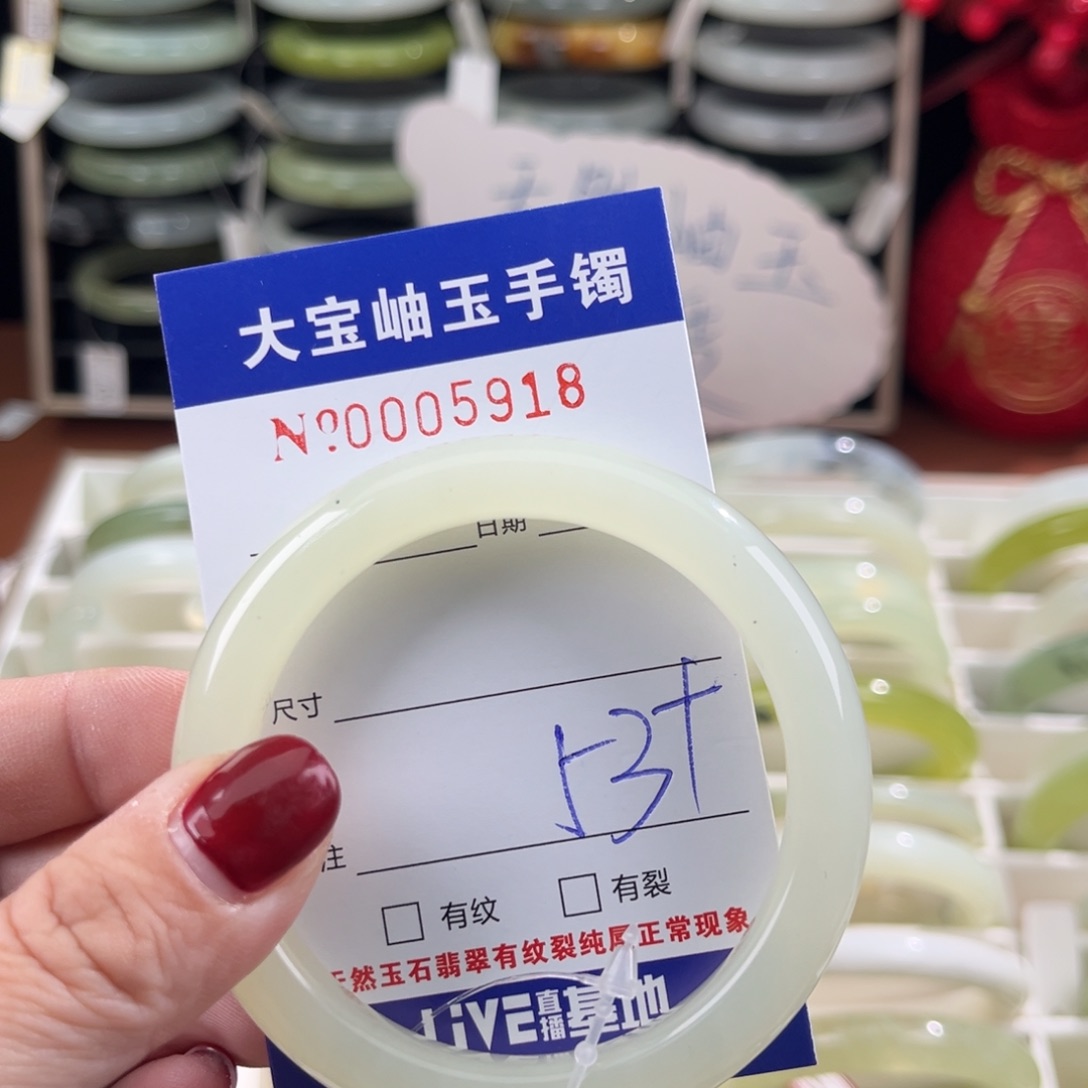 大宝岫玉手镯
Nº0005918
日期
尺寸
53+
注
有纹 有裂
天然玉石翡翠有纹裂纯属正常现象
LiVE直播基地